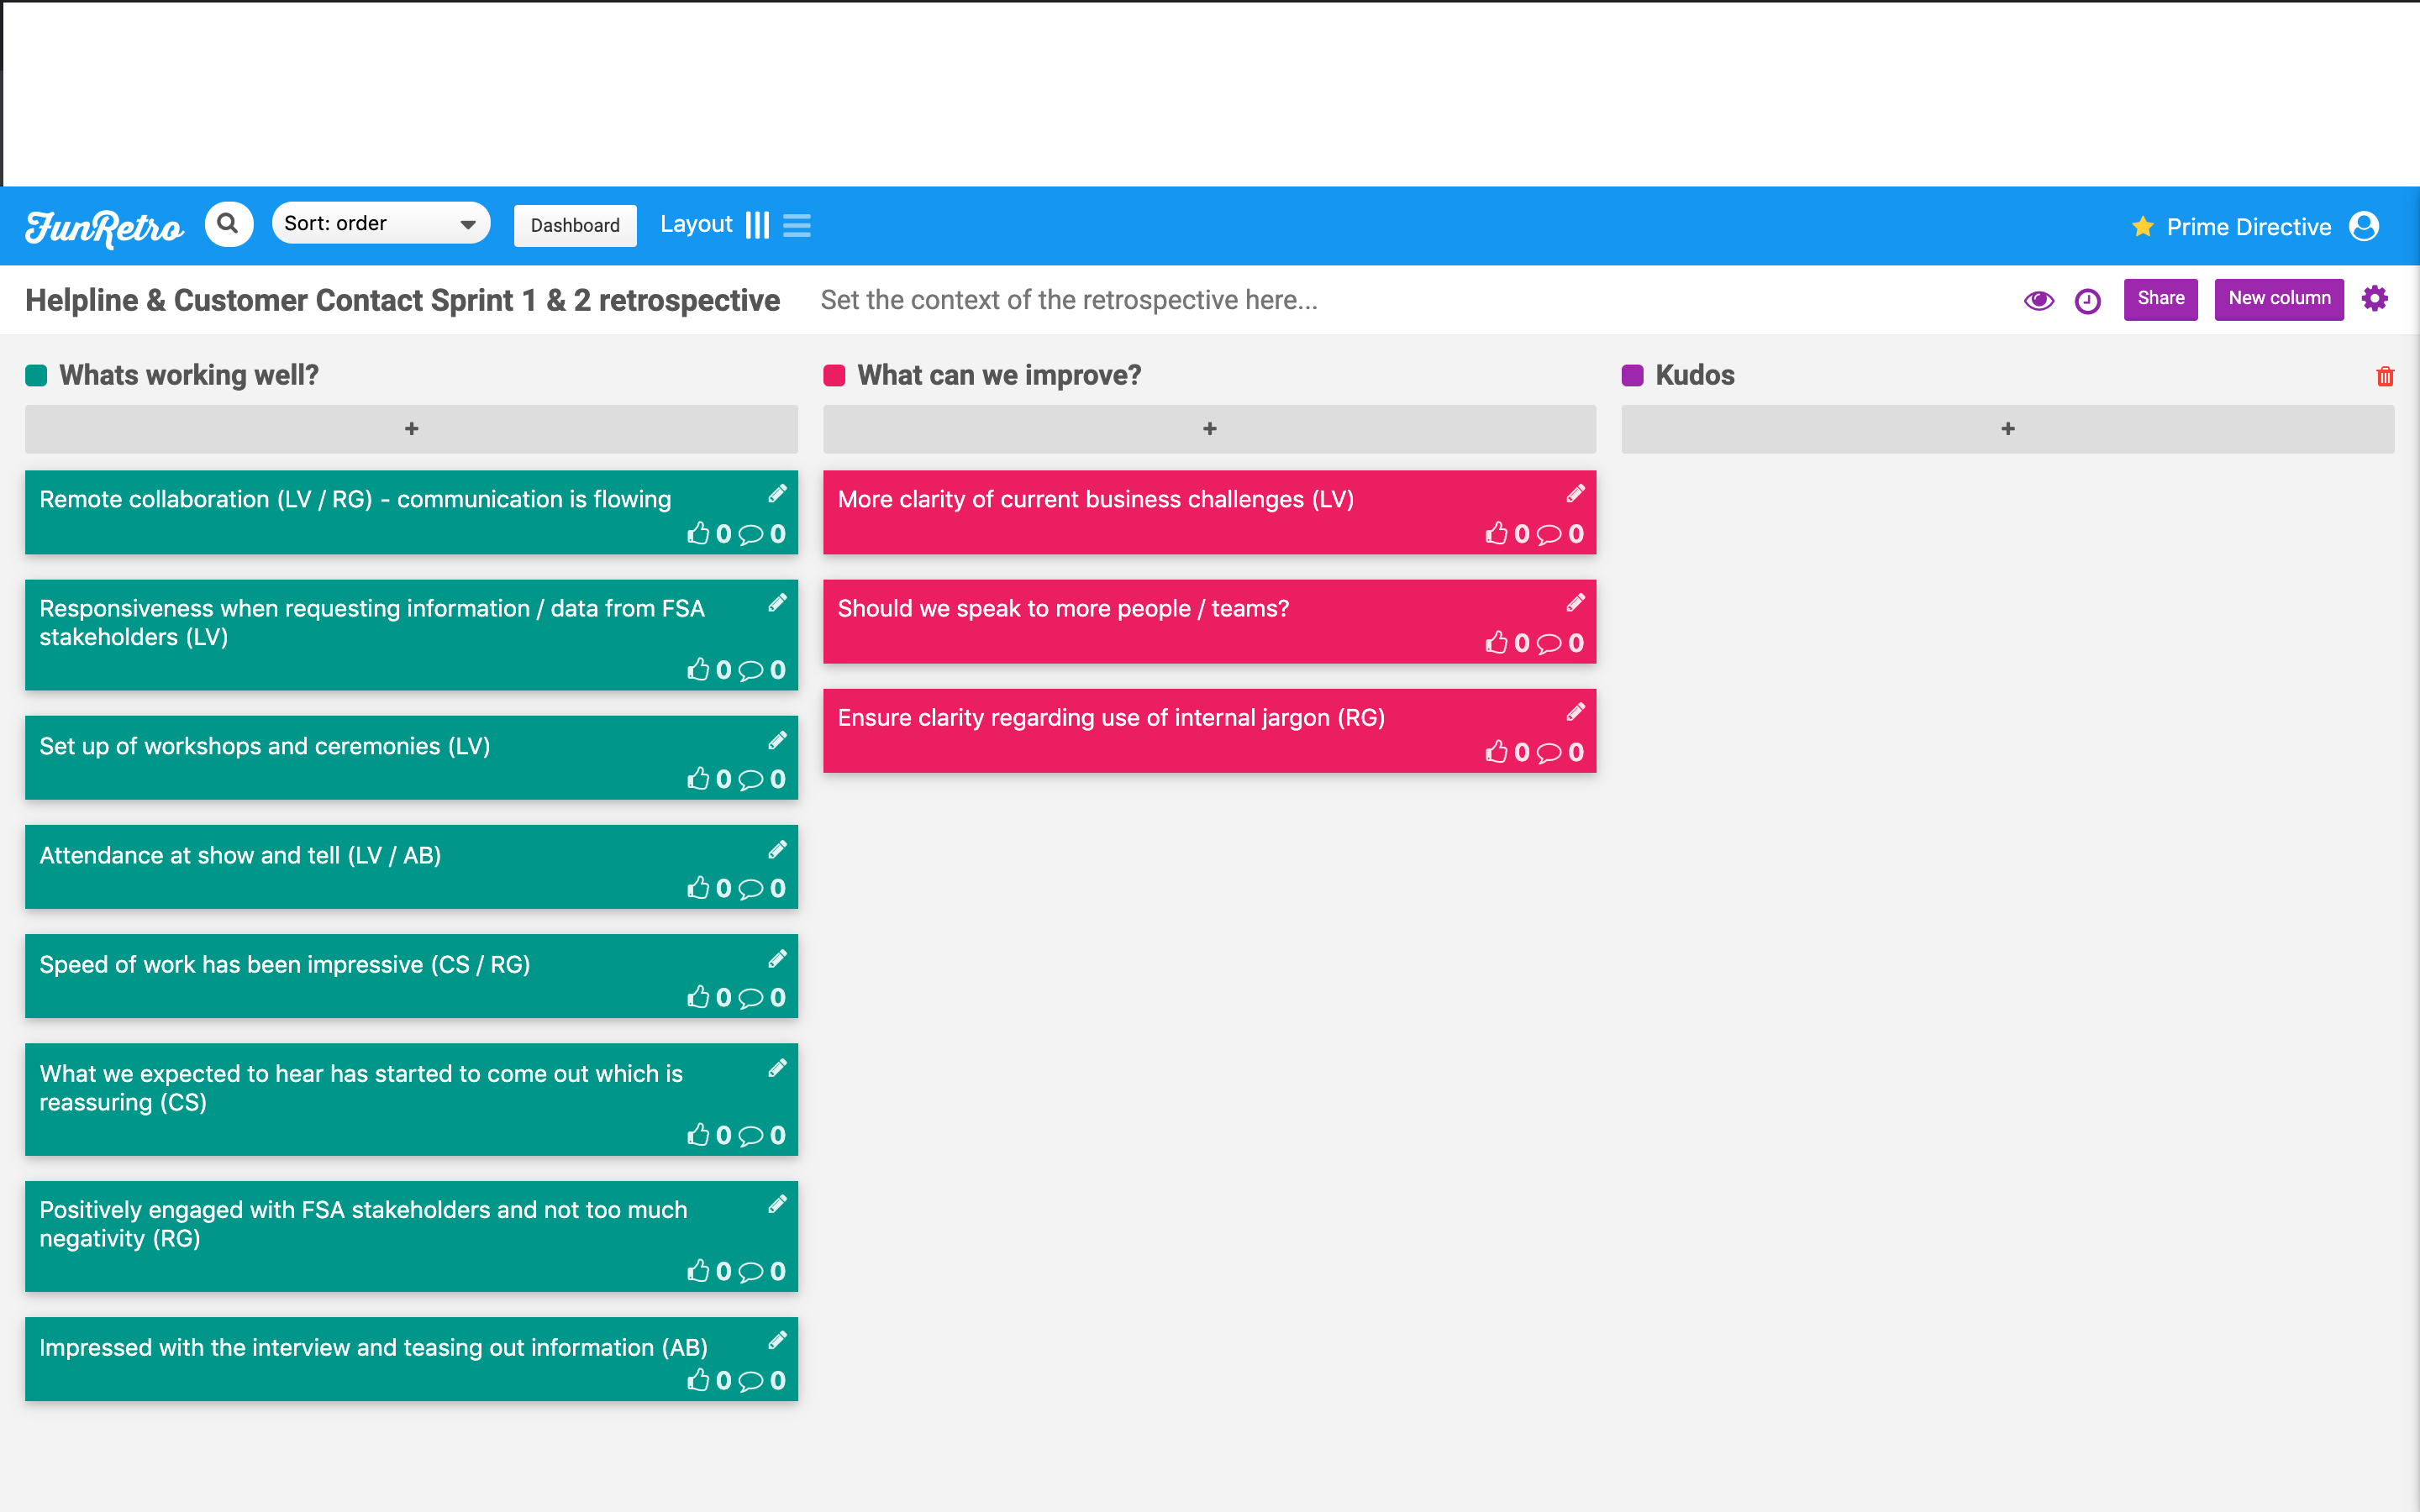 FunRetro
Sort: order
Dashboard
Layout
Prime Directive
Helpline & Customer Contact Sprint 1 & 2 retrospective
Set the context of the retrospective here...
Share
New column
Whats working well?
+
Remote collaboration (LV / RG) - communication is flowing
0 0
Responsiveness when requesting information / data from FSA
stakeholders (LV)
0 0
Set up of workshops and ceremonies (LV)
0 0
Attendance at show and tell (LV / AB)
0 0
Speed of work has been impressive (CS / RG)
0 0
What we expected to hear has started to come out which is
reassuring (CS)
0 0
Positively engaged with FSA stakeholders and not too much
negativity (RG)
0 0
Impressed with the interview and teasing out information (AB)
0 0
What can we improve?
+
More clarity of current business challenges (LV)
0 0
Should we speak to more people / teams?
0 0
Ensure clarity regarding use of internal jargon (RG)
0 0
Kudos
+